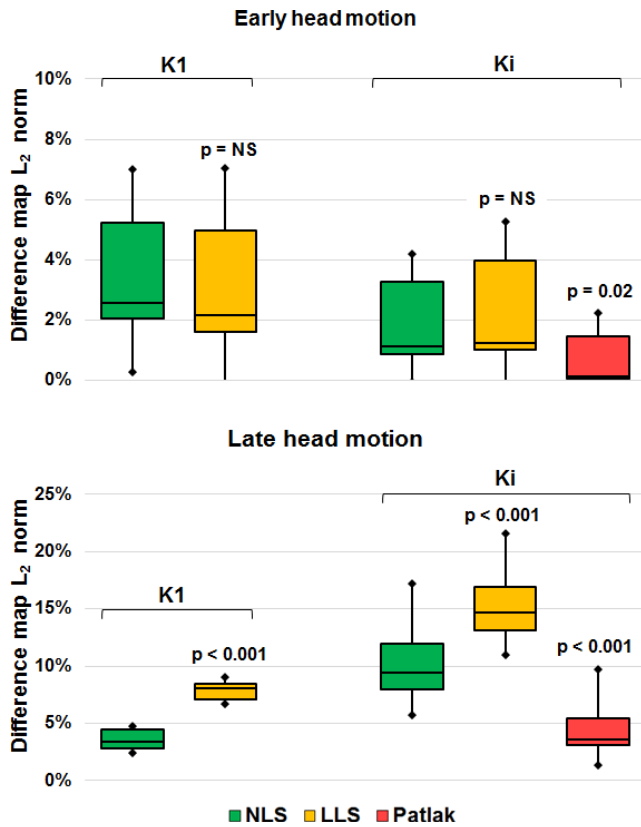 Early head motion
K1
Ki
10%
8%
6%
4%
2%
0%
Difference map L₂ norm
p = NS
p = NS
p = 0.02
Late head motion
Ki
K1
25%
20%
15%
10%
5%
0%
Difference map L₂ norm
p < 0.001
p < 0.001
p < 0.001
NLS LLS Patlak